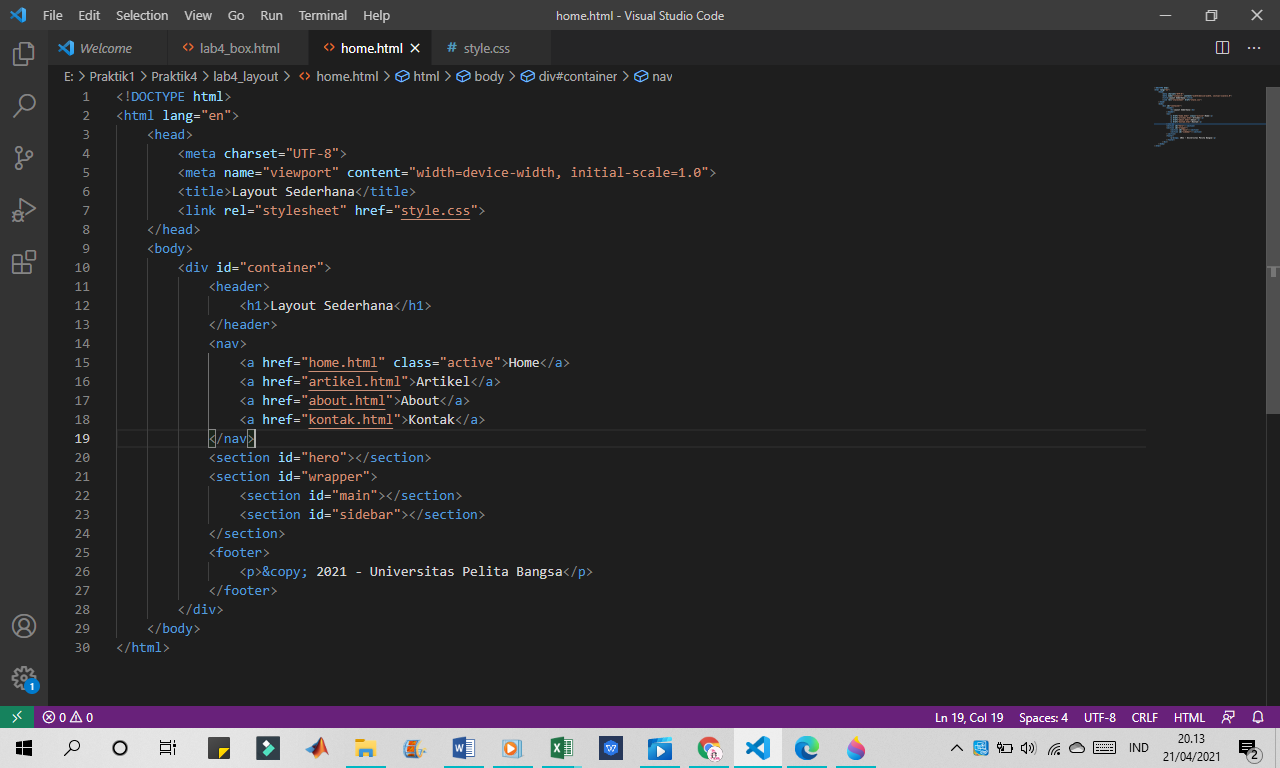 File Edit Selection View Go Run Terminal Help home.html - Visual Studio Code
Welcome lab4_box.html home.html style.css
E: > Praktik1 > Praktik4 > lab4_layout > home.html > html > body > div#container > nav
1 <!DOCTYPE html>
2 <html lang="en">
3 <head>
4 <meta charset="UTF-8">
5 <meta name="viewport" content="width=device-width, initial-scale=1.0">
6 <title>Layout Sederhana</title>
7 <link rel="stylesheet" href="style.css">
8 </head>
9 <body>
10 <div id="container">
11 <header>
12 <h1>Layout Sederhana</h1>
13 </header>
14 <nav>
15 <a href="home.html" class="active">Home</a>
16 <a href="artikel.html">Artikel</a>
17 <a href="about.html">About</a>
18 <a href="kontak.html">Kontak</a>
19 </nav>
20 <section id="hero"></section>
21 <section id="wrapper">
22 <section id="main"></section>
23 <section id="sidebar"></section>
24 </section>
25 <footer>
26 <p>&copy; 2021 - Universitas Pelita Bangsa</p>
27 </footer>
28 </div>
29 </body>
30 </html>
1
0 0 Ln 19, Col 19 Spaces: 4 UTF-8 CRLF HTML
IND 20.13
21/04/2021 2